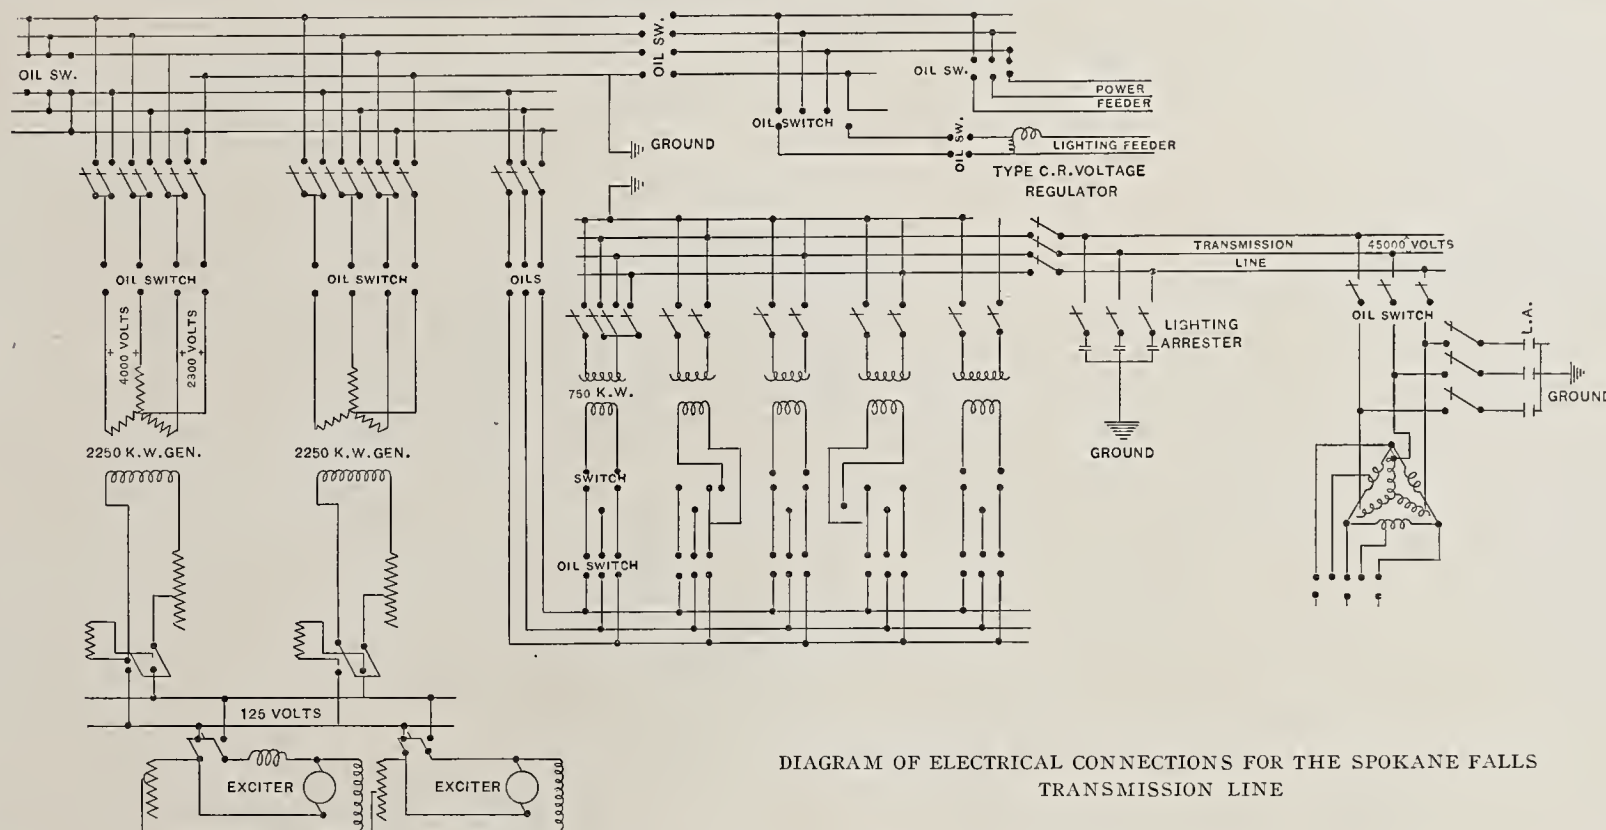 OIL SW.
OIL SW.
OIL SW.
POWER
FEEDER
OIL SWITCH
OIL SW.
LIGHTING FEEDER
GROUND
TYPE C.R. VOLTAGE
REGULATOR
TRANSMISSION
45000 VOLTS
LINE
OIL SWITCH
OIL SWITCH
OILS
OIL SWITCH
L.A.
LIGHTING
ARRESTER
4000 VOLTS
2300 VOLTS
750 K.W.
GROUND
2250 K.W. GEN.
2250 K.W. GEN.
GROUND
SWITCH
OIL SWITCH
125 VOLTS
EXCITER
EXCITER
DIAGRAM OF ELECTRICAL CONNECTIONS FOR THE SPOKANE FALLS
TRANSMISSION LINE